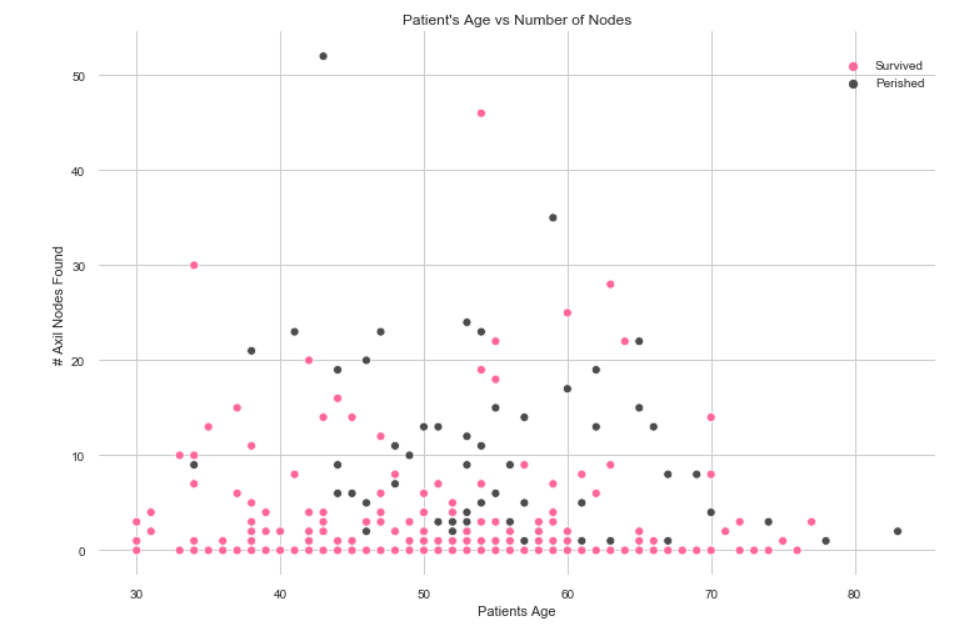 Patient's Age vs Number of Nodes
Survived
Perished
50
40
30
20
10
0
# Axil Nodes Found
30 40 50 60 70 80
Patients Age